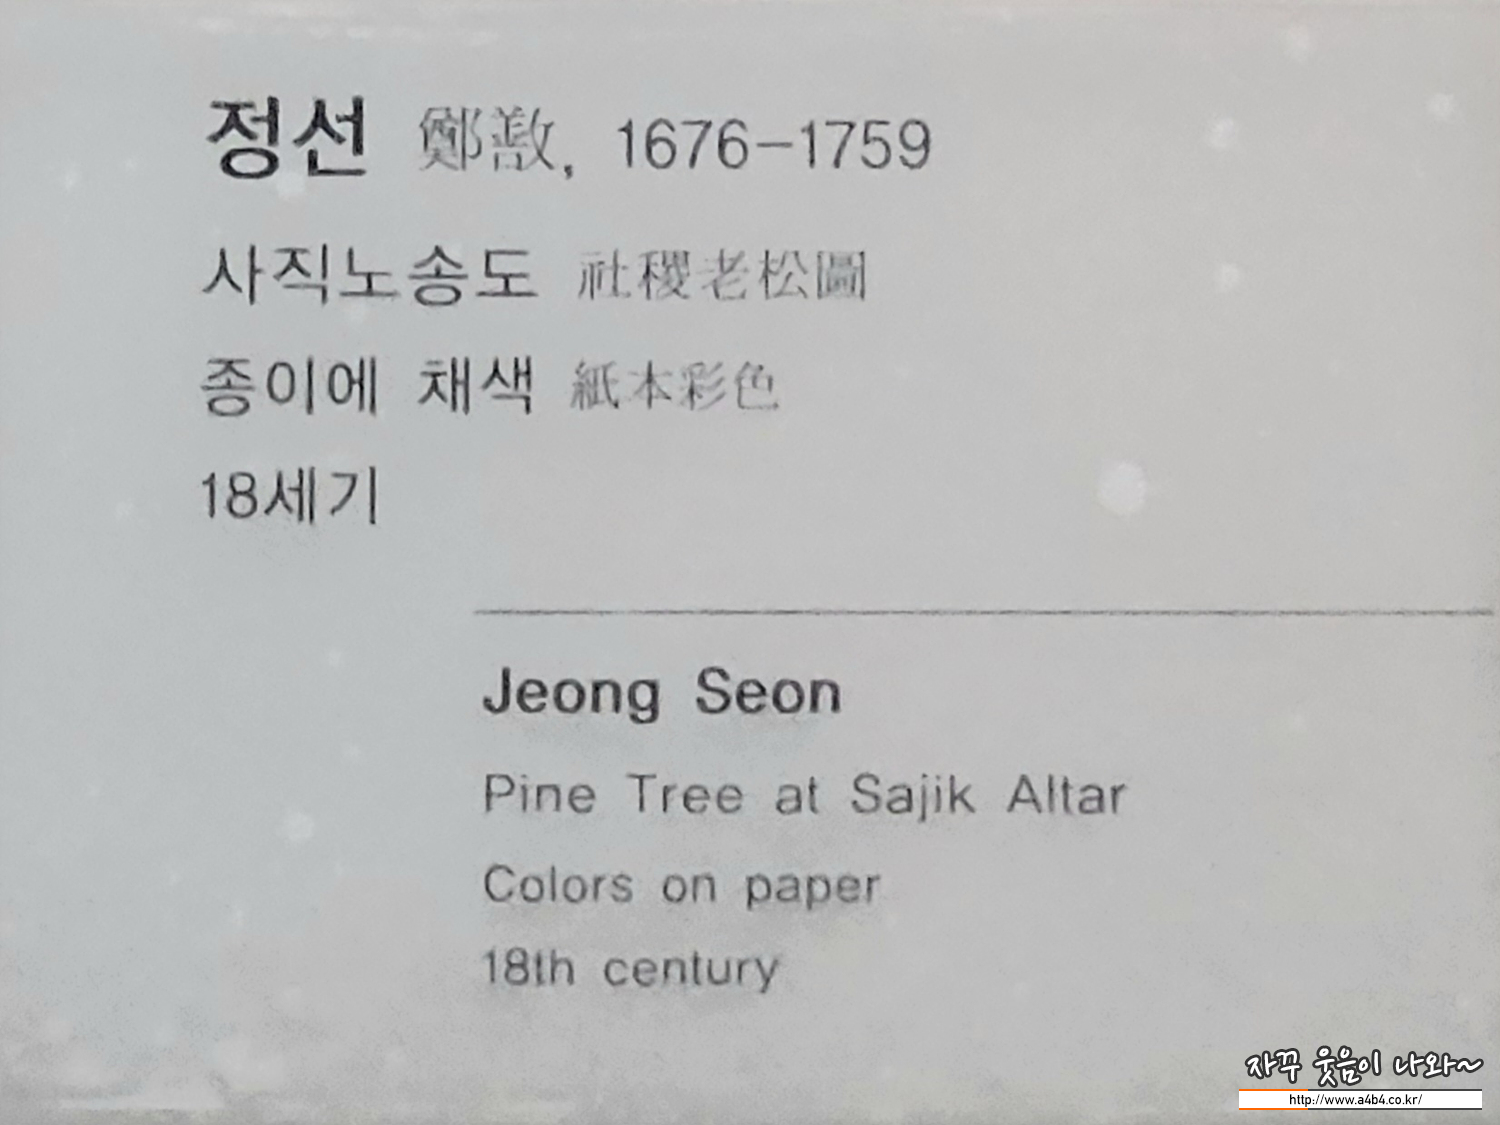 정선 鄭敾, 1676-1759
사직노송도 社稷老松圖
종이에 채색 紙本彩色
18세기
Jeong Seon
Pine Tree at Sajik Altar
Colors on paper
18th century
자꾸 웃음이 나와~
http://www.a4b4.co.kr/